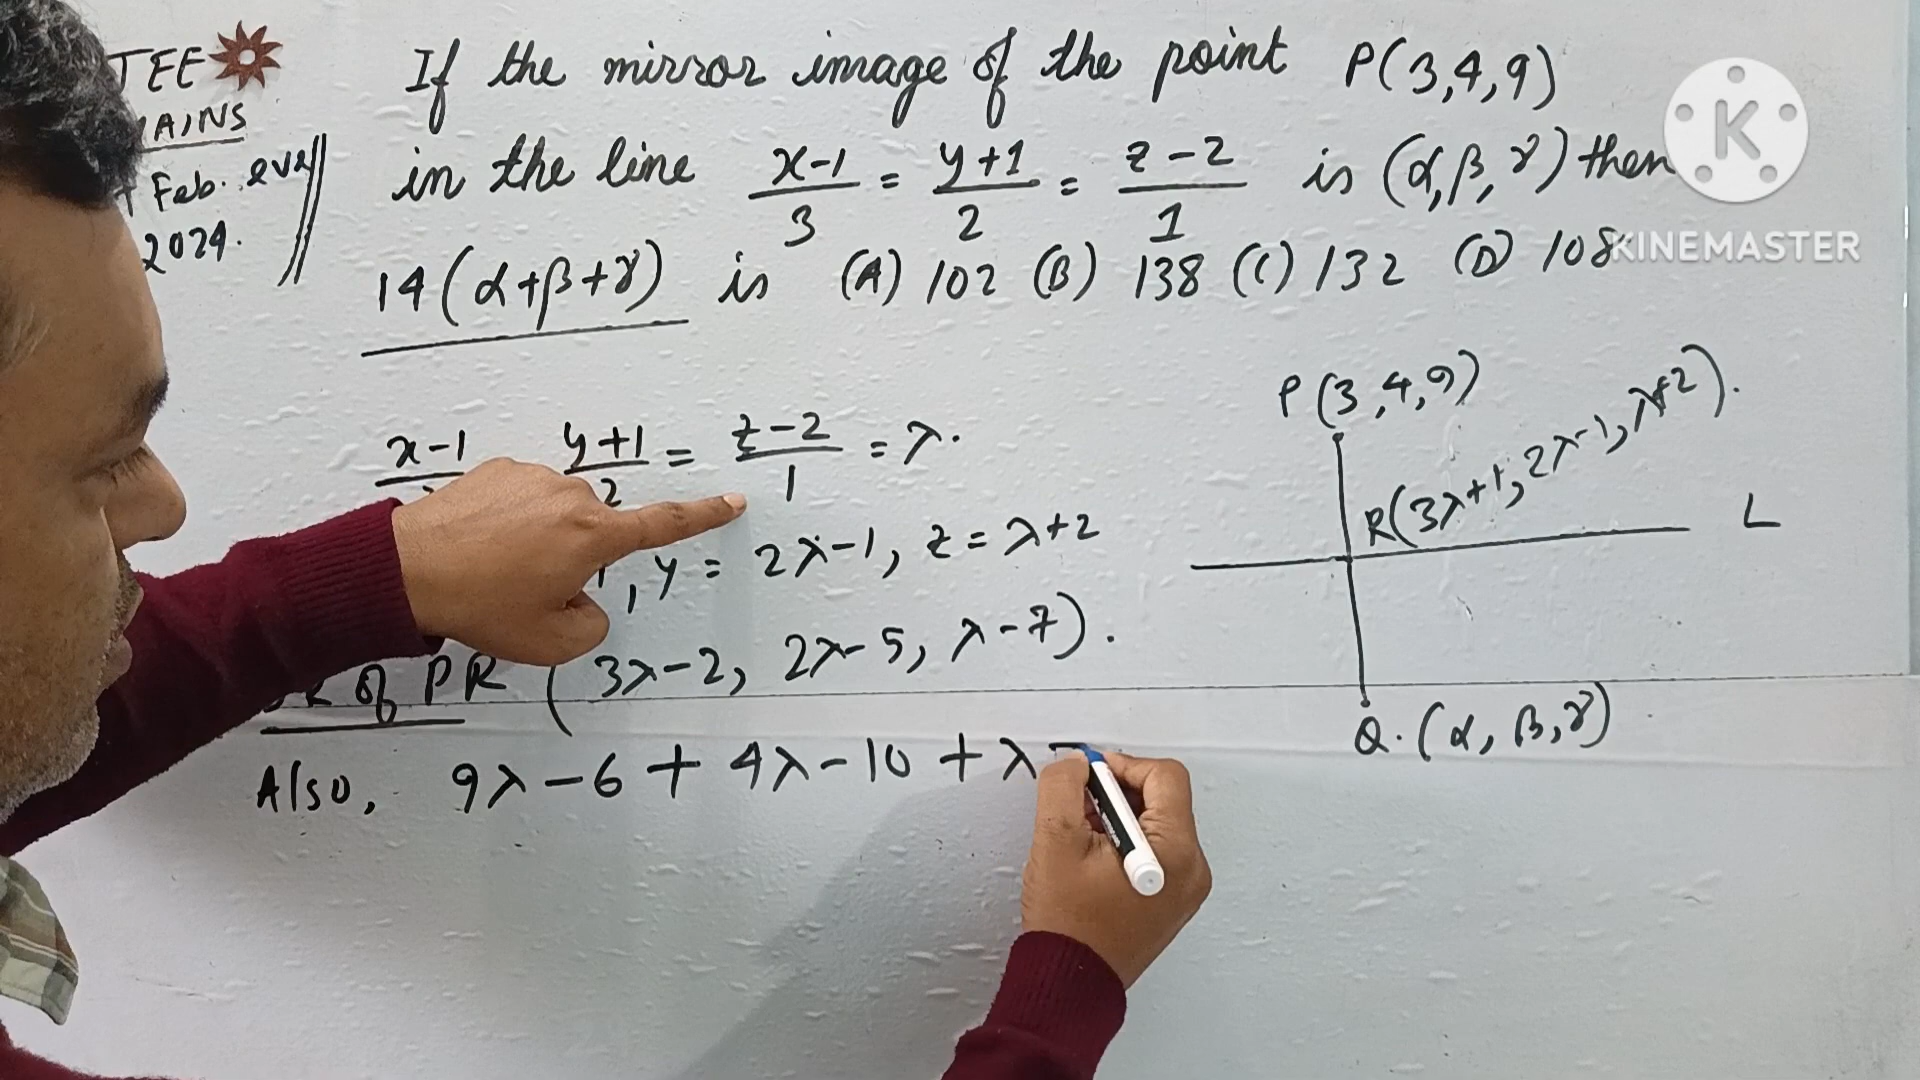 JEE
MAINS
Feb. eve
2024.
If the mirror image of the point P(3,4,9)
in the line x-1/3 = y+1/2 = z-2/1 is (α,β,γ) then
14(α+β+γ) is (A) 102 (B) 138 (C) 132 (D) 108
K
KINEMASTER
x-1 y+1/2 = z-2/1 = λ.
, y = 2λ-1, z = λ+2
of PR (3λ-2, 2λ-5, λ-7).
Also, 9λ-6 + 4λ-10 + λ
P(3,4,9)
R(3λ+1, 2λ-1, λ+2).
L
Q.(α, β, γ)